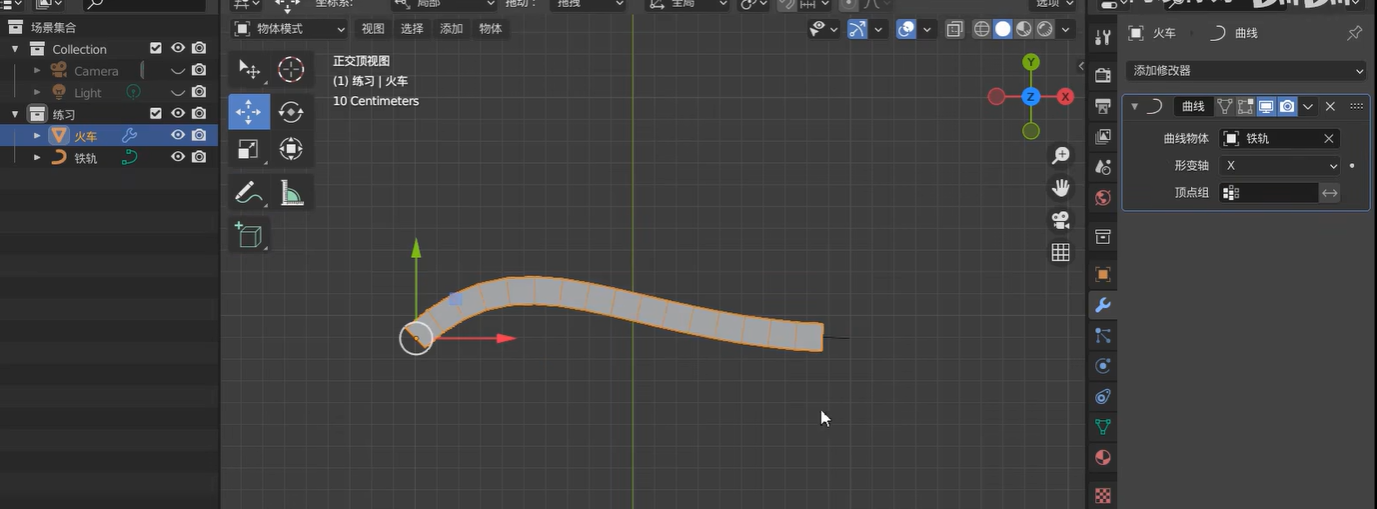 坐标系:
局部
拖动:
拖拽
全局
选项
场景集合
Collection
Camera
Light
练习
火车
铁轨
物体模式
视图
选择
添加
物体
正交顶视图
(1) 练习 | 火车
10 Centimeters
Y
Z
X
火车
曲线
添加修改器
曲线
曲线物体
铁轨
形变轴
X
顶点组